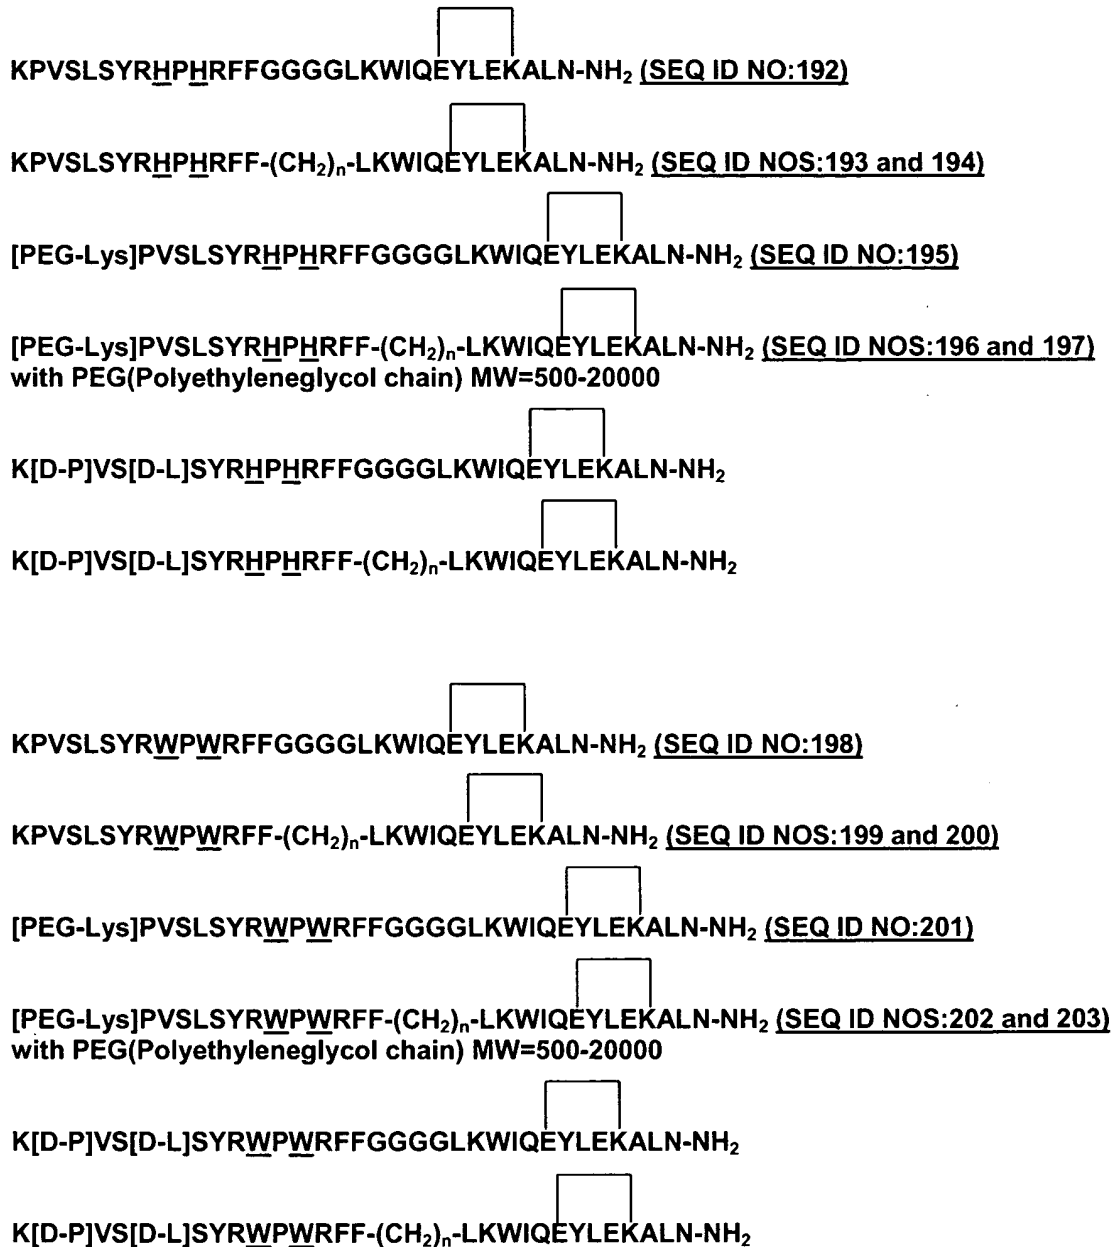 KPVSLSYRHPHRFFGGGGLKWIQEYLEKALN-NH₂ (SEQ ID NO:192)
KPVSLSYRHPHRFF-(CH₂)ₙ-LKWIQEYLEKALN-NH₂ (SEQ ID NOS:193 and 194)
[PEG-Lys]PVSLSYRHPHRFFGGGGLKWIQEYLEKALN-NH₂ (SEQ ID NO:195)
[PEG-Lys]PVSLSYRHPHRFF-(CH₂)ₙ-LKWIQEYLEKALN-NH₂ (SEQ ID NOS:196 and 197)
with PEG(Polyethyleneglycol chain) MW=500-20000
K[D-P]VS[D-L]SYRHPHRFFGGGGLKWIQEYLEKALN-NH₂
K[D-P]VS[D-L]SYRHPHRFF-(CH₂)ₙ-LKWIQEYLEKALN-NH₂
KPVSLSYRWPWRFFGGGGLKWIQEYLEKALN-NH₂ (SEQ ID NO:198)
KPVSLSYRWPWRFF-(CH₂)ₙ-LKWIQEYLEKALN-NH₂ (SEQ ID NOS:199 and 200)
[PEG-Lys]PVSLSYRWPWRFFGGGGLKWIQEYLEKALN-NH₂ (SEQ ID NO:201)
[PEG-Lys]PVSLSYRWPWRFF-(CH₂)ₙ-LKWIQEYLEKALN-NH₂ (SEQ ID NOS:202 and 203)
with PEG(Polyethyleneglycol chain) MW=500-20000
K[D-P]VS[D-L]SYRWPWRFFGGGGLKWIQEYLEKALN-NH₂
K[D-P]VS[D-L]SYRWPWRFF-(CH₂)ₙ-LKWIQEYLEKALN-NH₂